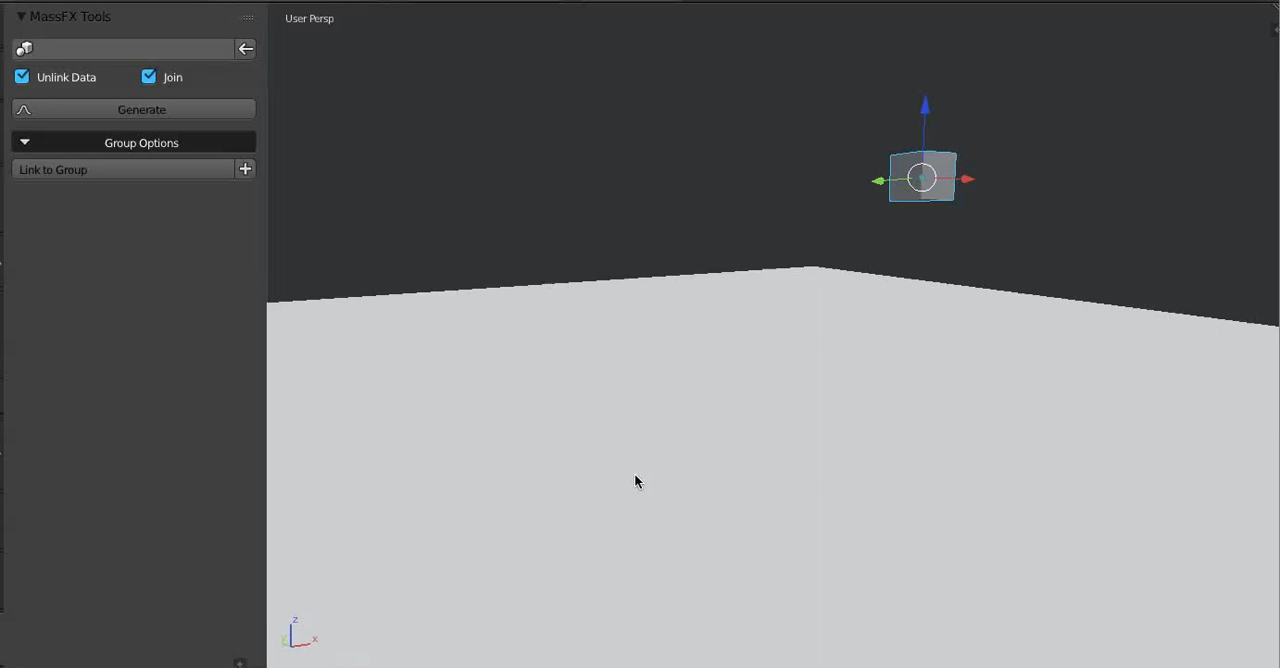 MassFX Tools
User Persp
Unlink Data
Join
Generate
Group Options
Link to Group
z
y
x